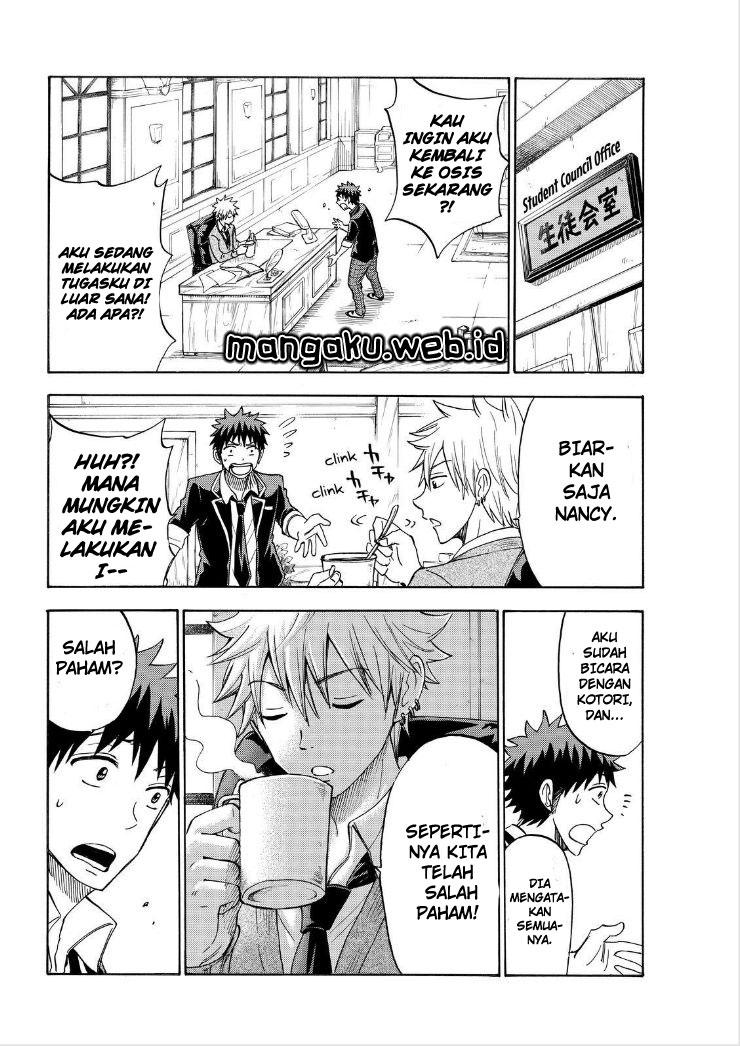 Student Council Office
生徒会室
KAU
INGIN AKU
KEMBALI
KE OSIS
SEKARANG
?!
AKU SEDANG
MELAKUKAN
TUGASKU DI
LUAR SANA!
ADA APA?!
mangaku.web.id
BIAR-
KAN
SAJA
NANCY.
clink カチャ
clink チャ
HUH?!
MANA
MUNGKIN
AKU ME-
LAKUKAN
I--
AKU
SUDAH
BICARA
DENGAN
KOTORI,
DAN...
DIA
MENGATA-
KAN
SEMUA-
NYA.
SEPERTI-
NYA KITA
TELAH
SALAH
PAHAM!
SALAH
PAHAM?